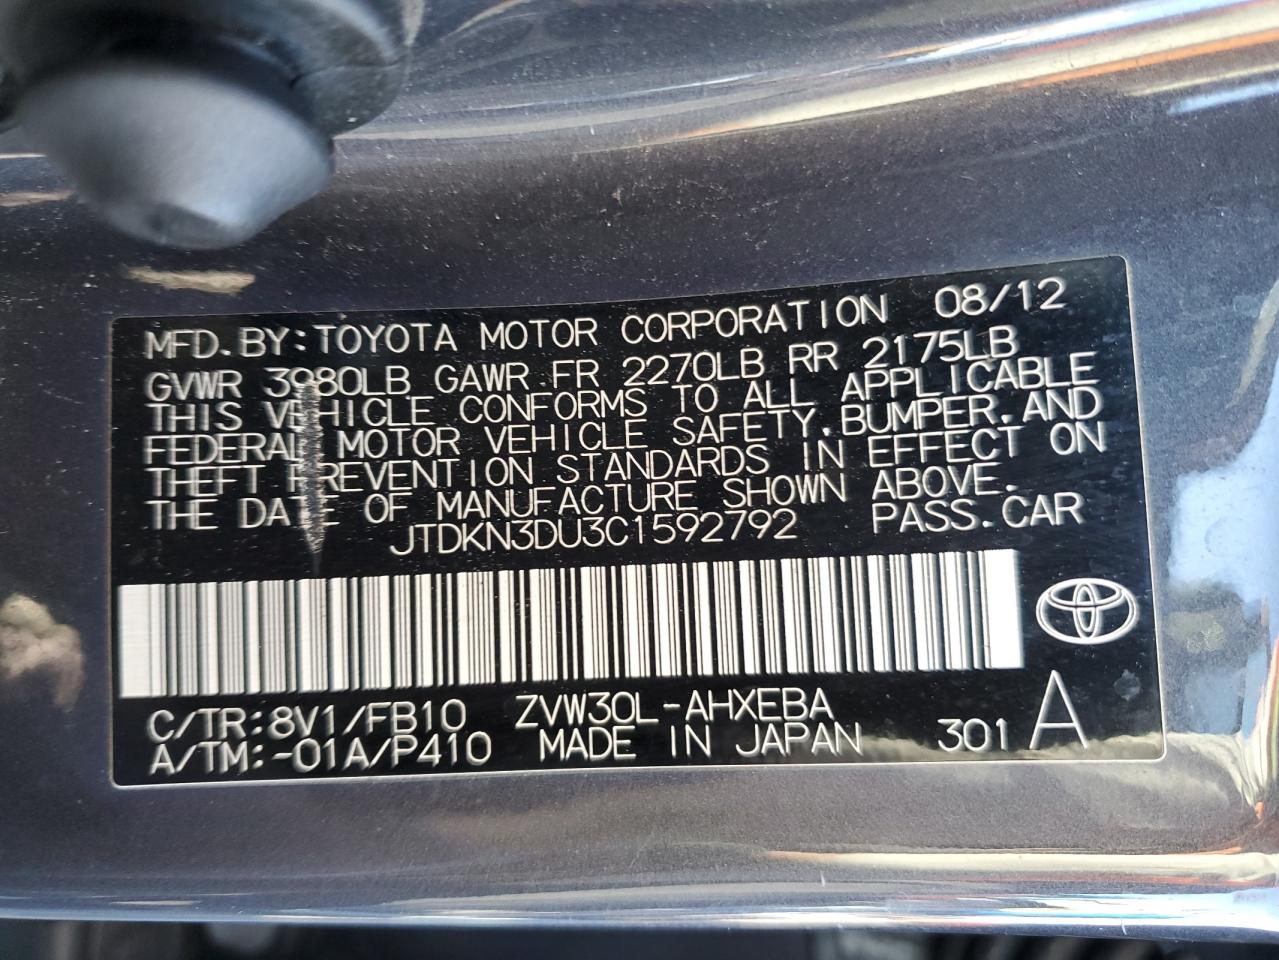 MFD. BY: TOYOTA MOTOR CORPORATION 08/12
GVWR 3980LB GAWR FR 2270LB RR 2175LB
THIS VEHICLE CONFORMS TO ALL APPLICABLE
FEDERAL MOTOR VEHICLE SAFETY, BUMPER, AND
THEFT PREVENTION STANDARDS IN EFFECT ON
THE DATE OF MANUFACTURE SHOWN ABOVE.
JTDKN3DU3C1592792 PASS. CAR
C/TR: 8V1/FB10 ZVW30L-AHXEBA
A/TM: -01A/P410 MADE IN JAPAN 301 A